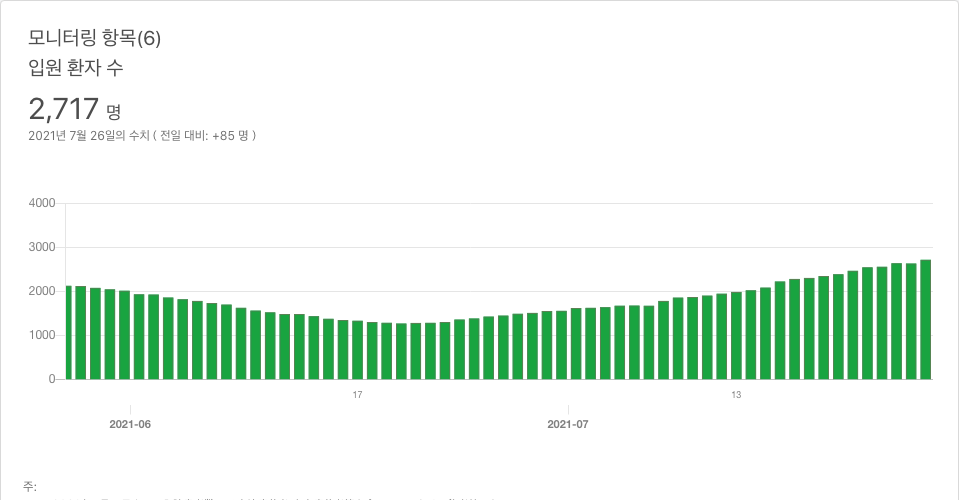 모니터링 항목(6)
입원 환자 수
2,717 명
2021년 7월 26일의 수치 ( 전일 대비: +85 명 )
4000
3000
2000
1000
0
17
13
2021-06
2021-07
주: